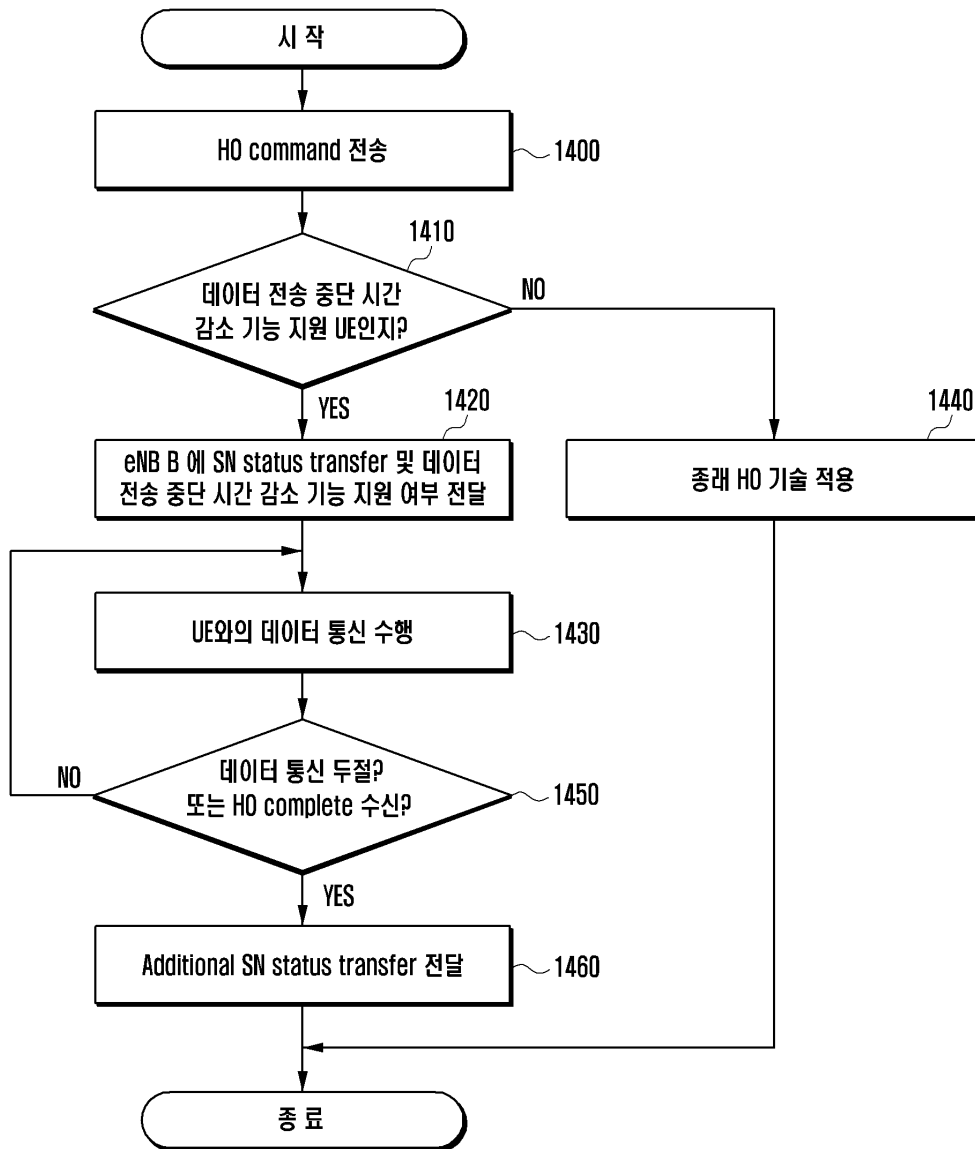 시 작
HO command 전송
1400
1410
데이터 전송 중단 시간
감소 기능 지원 UE인지?
NO
YES
1420
eNB B 에 SN status transfer 및 데이터
전송 중단 시간 감소 기능 지원 여부 전달
1440
종래 HO 기술 적용
UE와의 데이터 통신 수행
1430
데이터 통신 두절?
또는 HO complete 수신?
1450
NO
YES
Additional SN status transfer 전달
1460
종 료